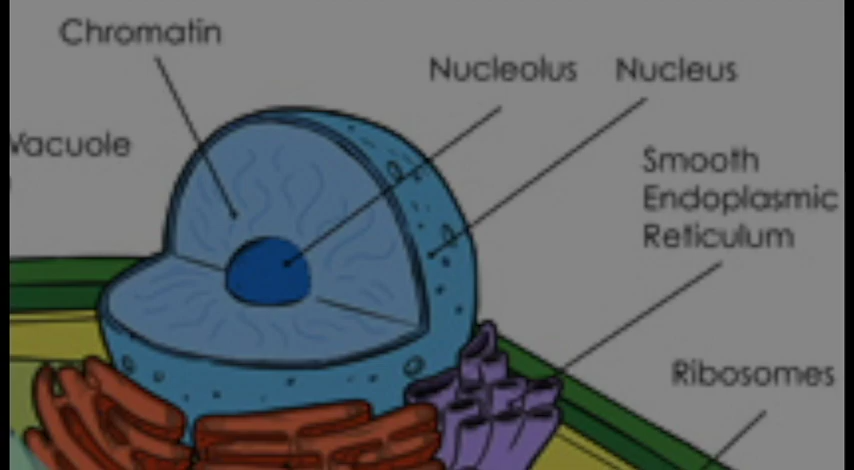 Chromatin
Nucleolus
Nucleus
Vacuole
Smooth
Endoplasmic
Reticulum
Ribosomes